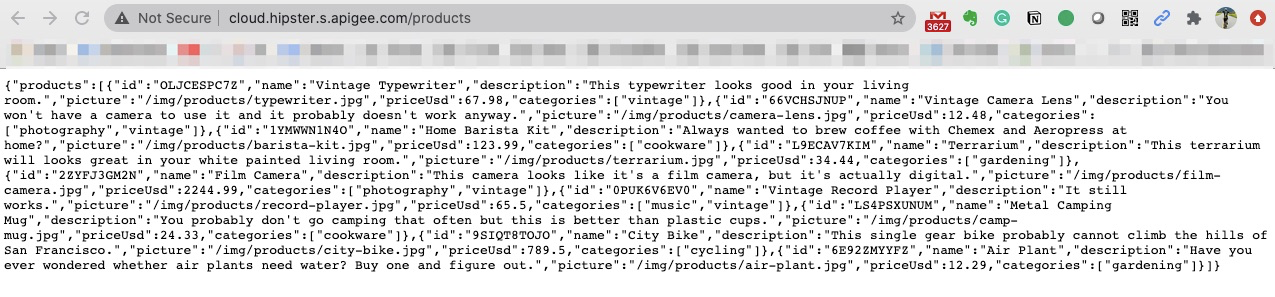 Not Secure | cloud.hipster.s.apigee.com/products
3627
{"products":[{"id":"OLJCESPC7Z","name":"Vintage Typewriter","description":"This typewriter looks good in your living
room.","picture":"/img/products/typewriter.jpg","priceUsd":67.98,"categories":["vintage"]},{"id":"66VCHSJNUP","name":"Vintage Camera Lens","description":"You
won't have a camera to use it and it probably doesn't work anyway.","picture":"/img/products/camera-lens.jpg","priceUsd":12.48,"categories":
["photography","vintage"]},{"id":"1YMWWN1N4O","name":"Home Barista Kit","description":"Always wanted to brew coffee with Chemex and Aeropress at
home?","picture":"/img/products/barista-kit.jpg","priceUsd":123.99,"categories":["cookware"]},{"id":"L9ECAV7KIM","name":"Terrarium","description":"This terrarium
will looks great in your white painted living room.","picture":"/img/products/terrarium.jpg","priceUsd":34.44,"categories":["gardening"]},
{"id":"2ZYFJ3GM2N","name":"Film Camera","description":"This camera looks like it's a film camera, but it's actually digital.","picture":"/img/products/film-
camera.jpg","priceUsd":2244.99,"categories":["photography","vintage"]},{"id":"0PUK6V6EV0","name":"Vintage Record Player","description":"It still
works.","picture":"/img/products/record-player.jpg","priceUsd":65.5,"categories":["music","vintage"]},{"id":"LS4PSXUNUM","name":"Metal Camping
Mug","description":"You probably don't go camping that often but this is better than plastic cups.","picture":"/img/products/camp-
mug.jpg","priceUsd":24.33,"categories":["cookware"]},{"id":"9SIQT8TOJO","name":"City Bike","description":"This single gear bike probably cannot climb the hills of
San Francisco.","picture":"/img/products/city-bike.jpg","priceUsd":789.5,"categories":["cycling"]},{"id":"6E92ZMYYFZ","name":"Air Plant","description":"Have you
ever wondered whether air plants need water? Buy one and figure out.","picture":"/img/products/air-plant.jpg","priceUsd":12.29,"categories":["gardening"]}]}